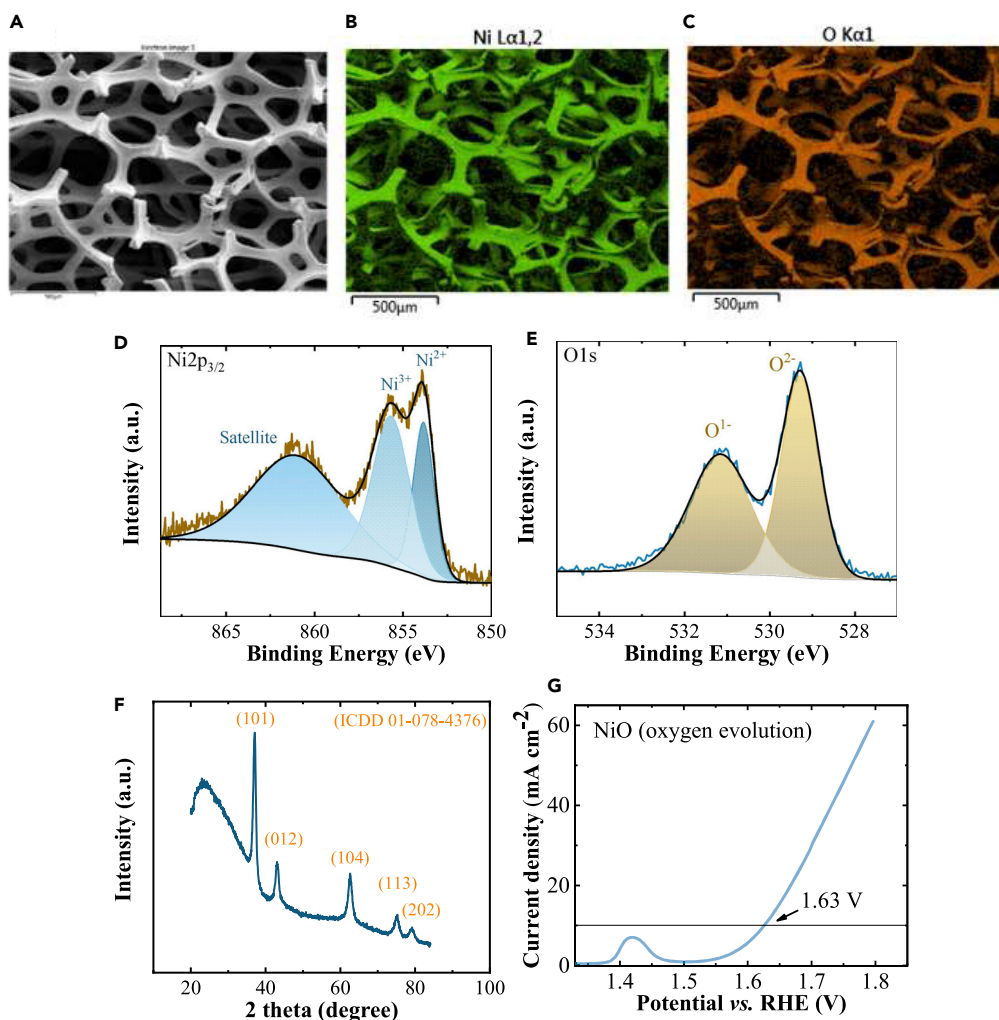 A
B
C
Electron Image 1
Ni Lα1,2
O Kα1
500μm
500μm
D
Ni2p3/2
Ni2+
Ni3+
Satellite
Intensity (a.u.)
865
860
855
850
Binding Energy (eV)
E
O1s
O2-
O1-
Intensity (a.u.)
534
532
530
528
Binding Energy (eV)
F
(101)
(ICDD 01-078-4376)
(012)
(104)
(113)
(202)
Intensity (a.u.)
20
40
60
80
100
2 theta (degree)
G
NiO (oxygen evolution)
1.63 V
Current density (mA cm-2)
60
40
20
0
1.4
1.5
1.6
1.7
1.8
Potential vs. RHE (V)